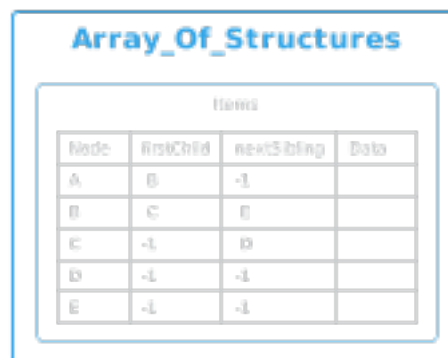 Array_Of_Structures
Items
Node firstChild nextSibling Data
A B -1
B C E
C -1 D
D -1 -1
E -1 -1